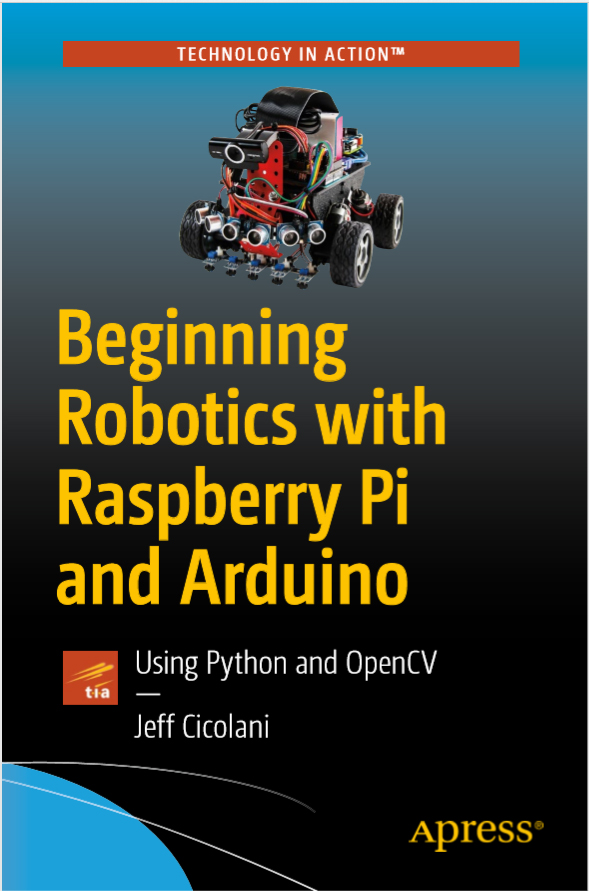 TECHNOLOGY IN ACTION™
Beginning
Robotics with
Raspberry Pi
and Arduino
tia
Using Python and OpenCV
—
Jeff Cicolani
Apress®